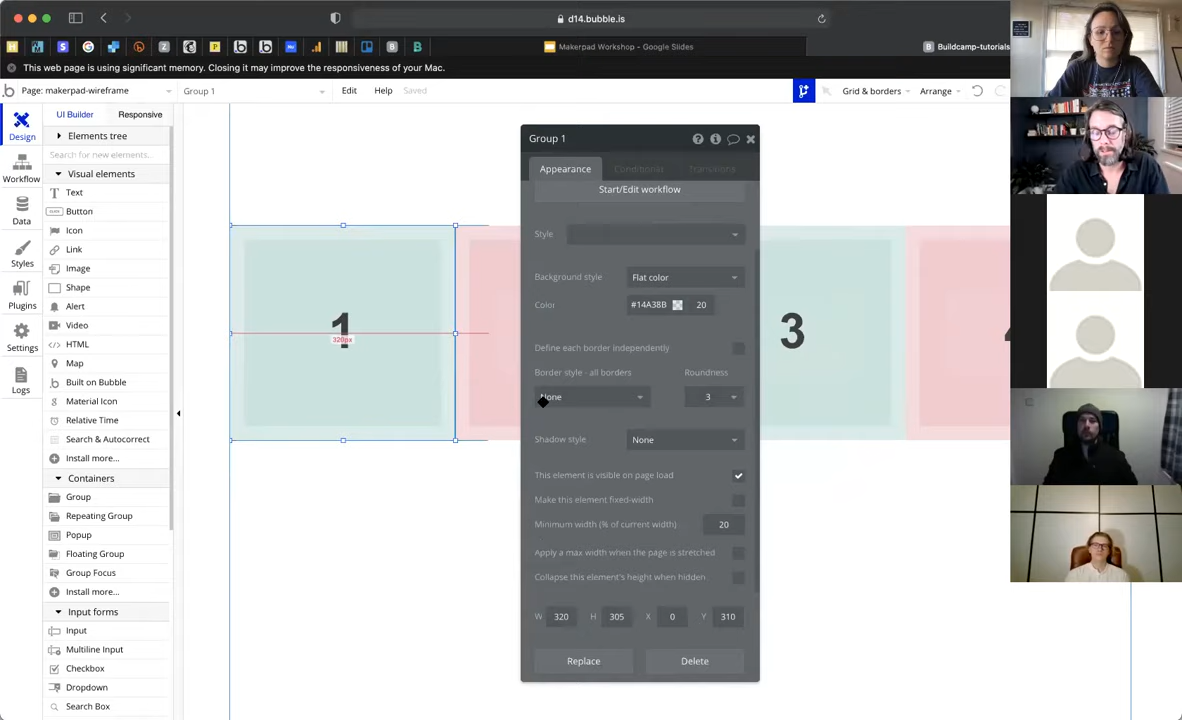 d14.bubble.is
Makerpad Workshop - Google Slides
Buildcamp-tutorials
This web page is using significant memory. Closing it may improve the responsiveness of your Mac.
Page: makerpad-wireframe
Group 1
Edit
Help
Saved
Grid & borders
Arrange
Design
Workflow
Data
Styles
Plugins
Settings
Logs
UI Builder
Responsive
Elements tree
Search for new elements...
Visual elements
Text
Button
Icon
Link
Image
Shape
Alert
Video
HTML
Map
Built on Bubble
Material Icon
Relative Time
Search & Autocorrect
Install more...
Containers
Group
Repeating Group
Popup
Floating Group
Group Focus
Install more...
Input forms
Input
Multiline Input
Checkbox
Dropdown
Search Box
1
320px
3
Group 1
Appearance
Conditional
Transitions
Start/Edit workflow
Style
Background style
Flat color
Color
#14A38B
20
Define each border independently
Border style - all borders
Roundness
None
3
Shadow style
None
This element is visible on page load
Make this element fixed-width
Minimum width (% of current width)
20
Apply a max width when the page is stretched
Collapse this element's height when hidden
W 320 H 305 X 0 Y 310
Replace
Delete